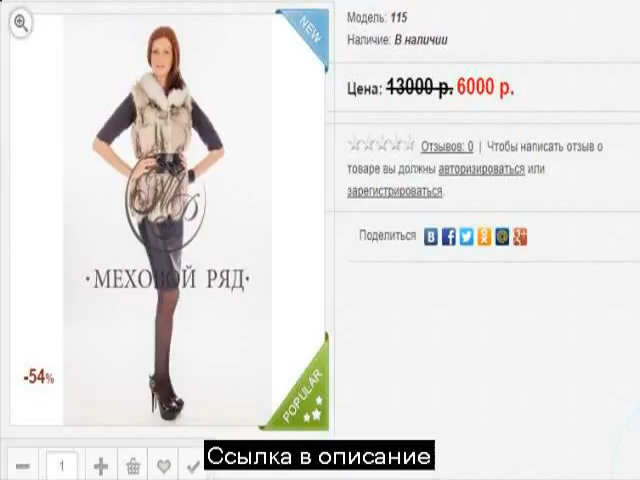 NEW
Модель: 115
Наличие: В наличии
Цена: 13000 р. 6000 р.
Отзывов: 0 | Чтобы написать отзыв о
товаре вы должны авторизироваться или
зарегистрироваться.
Поделиться
·МЕХОВОЙ РЯД·
-54%
POPULAR
1
Ссылка в описание